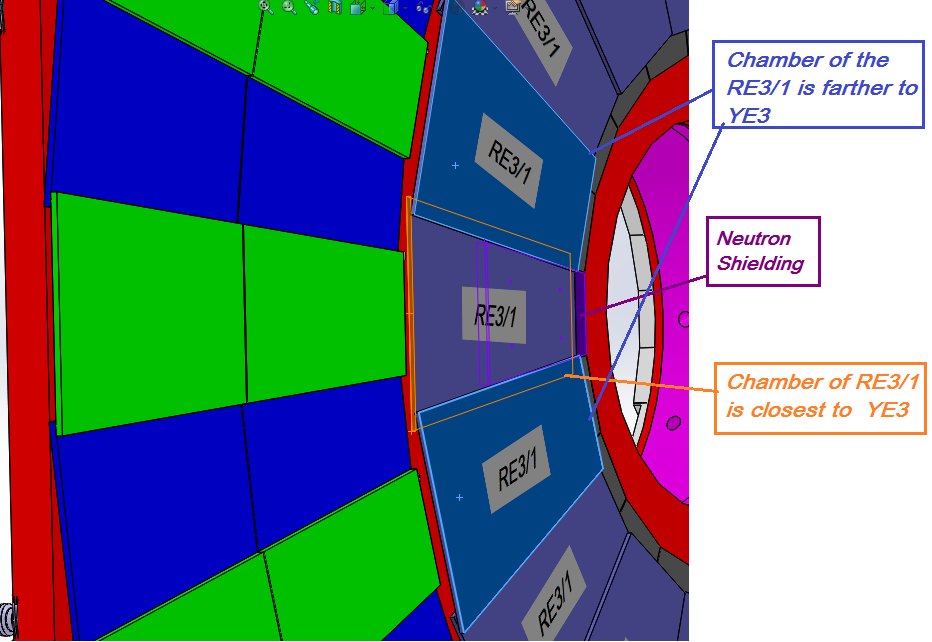 RE3/1
Chamber of the
RE3/1 is farther to
YE3
RE3/1
Neutron
Shielding
RE3/1
Chamber of RE3/1
is closest to YE3
RE3/1
RE3/1